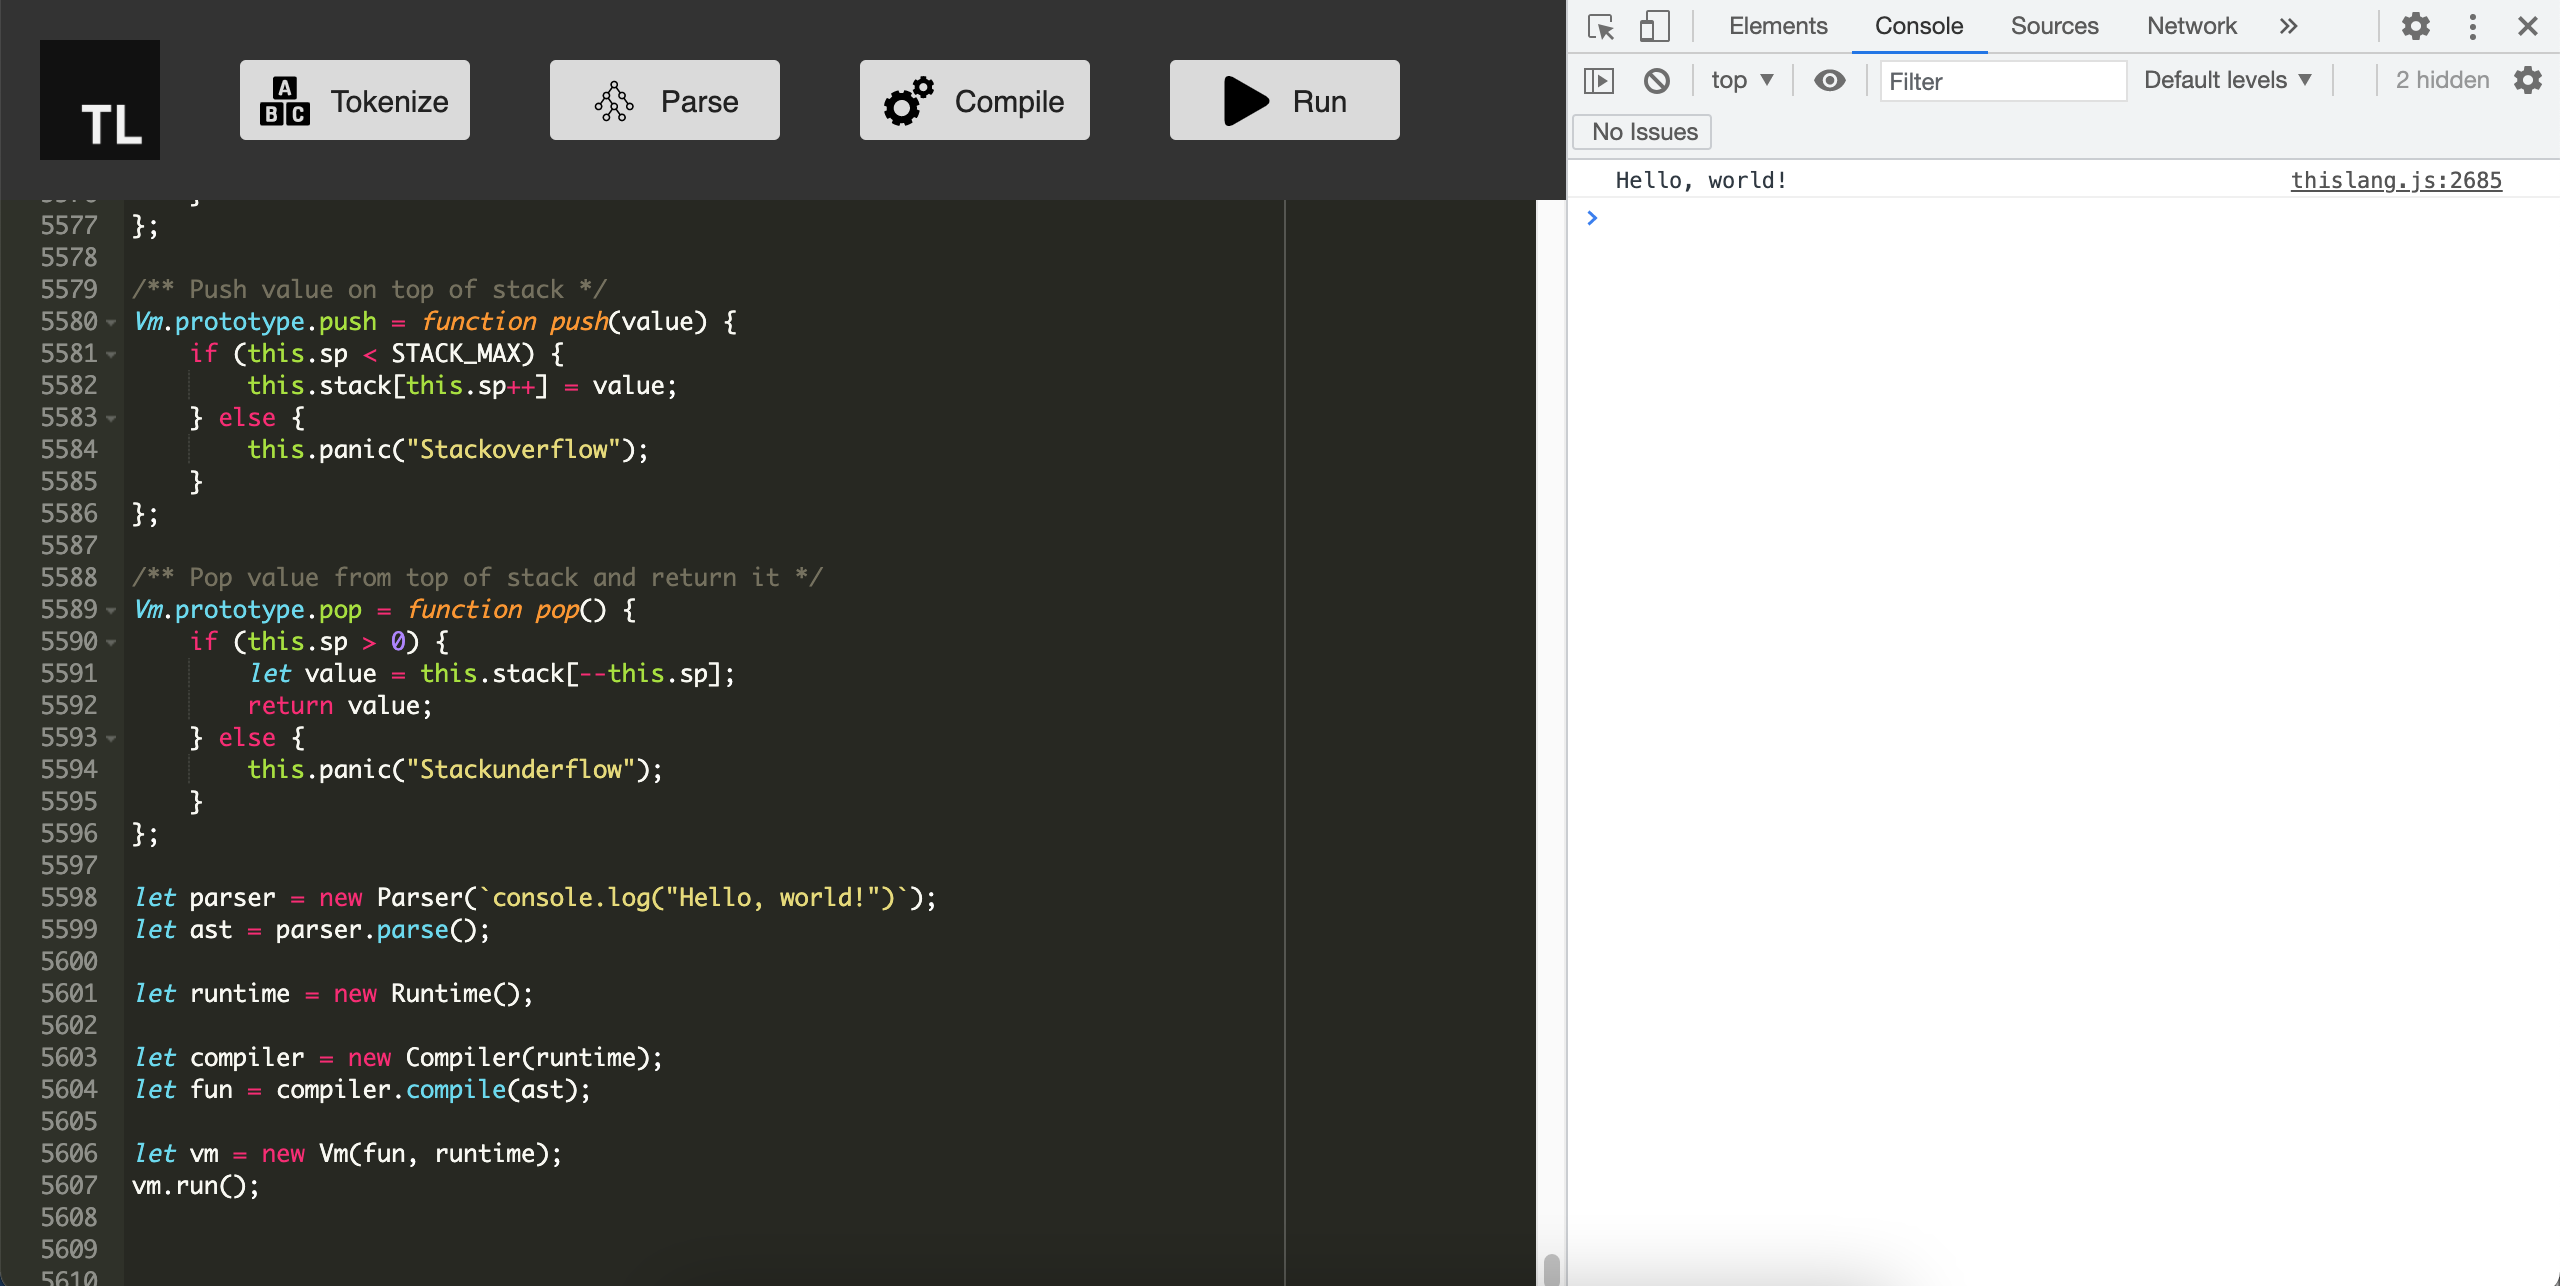 TL
A
B C
Tokenize
Parse
Compile
Run
}
5577 };
5578
5579 /** Push value on top of stack */
5580 Vm.prototype.push = function push(value) {
5581     if (this.sp < STACK_MAX) {
5582         this.stack[this.sp++] = value;
5583     } else {
5584         this.panic("Stackoverflow");
5585     }
5586 };
5587
5588 /** Pop value from top of stack and return it */
5589 Vm.prototype.pop = function pop() {
5590     if (this.sp > 0) {
5591         let value = this.stack[--this.sp];
5592         return value;
5593     } else {
5594         this.panic("Stackunderflow");
5595     }
5596 };
5597
5598 let parser = new Parser(`console.log("Hello, world!")`);
5599 let ast = parser.parse();
5600
5601 let runtime = new Runtime();
5602
5603 let compiler = new Compiler(runtime);
5604 let fun = compiler.compile(ast);
5605
5606 let vm = new Vm(fun, runtime);
5607 vm.run();
5608
5609
5610
Elements Console Sources Network »
top ▼ Filter Default levels ▼ 2 hidden
No Issues
Hello, world! thislang.js:2685
>